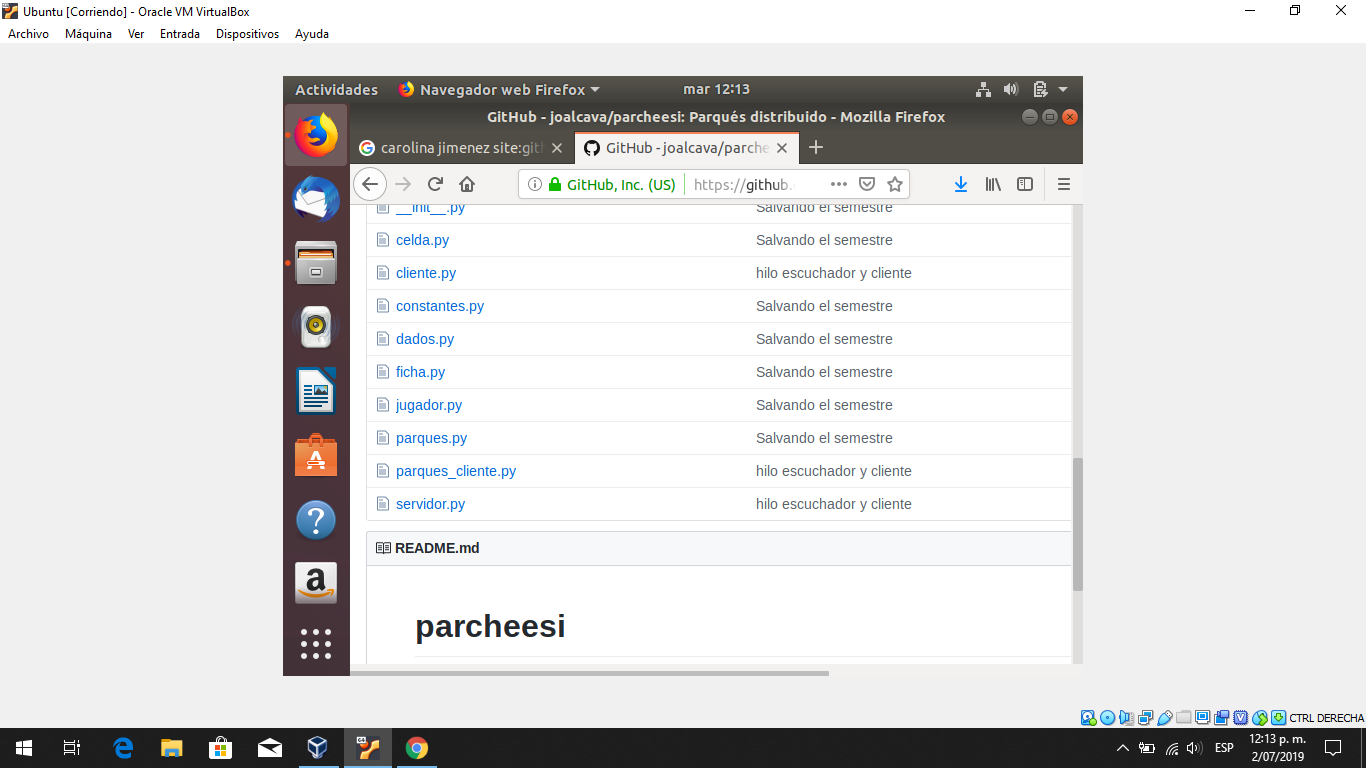 Ubuntu [Corriendo] - Oracle VM VirtualBox
Archivo Máquina Ver Entrada Dispositivos Ayuda
Actividades Navegador web Firefox mar 12:13
GitHub - joalcava/parcheesi: Parqués distribuido - Mozilla Firefox
carolina jimenez site:git GitHub - joalcava/parche
GitHub, Inc. (US) https://github.
__init__.py Salvando el semestre
celda.py Salvando el semestre
cliente.py hilo escuchador y cliente
constantes.py Salvando el semestre
dados.py Salvando el semestre
ficha.py Salvando el semestre
jugador.py Salvando el semestre
parques.py Salvando el semestre
parques_cliente.py hilo escuchador y cliente
servidor.py hilo escuchador y cliente
README.md
parcheesi
CTRL DERECHA
ESP 12:13 p. m.
2/07/2019